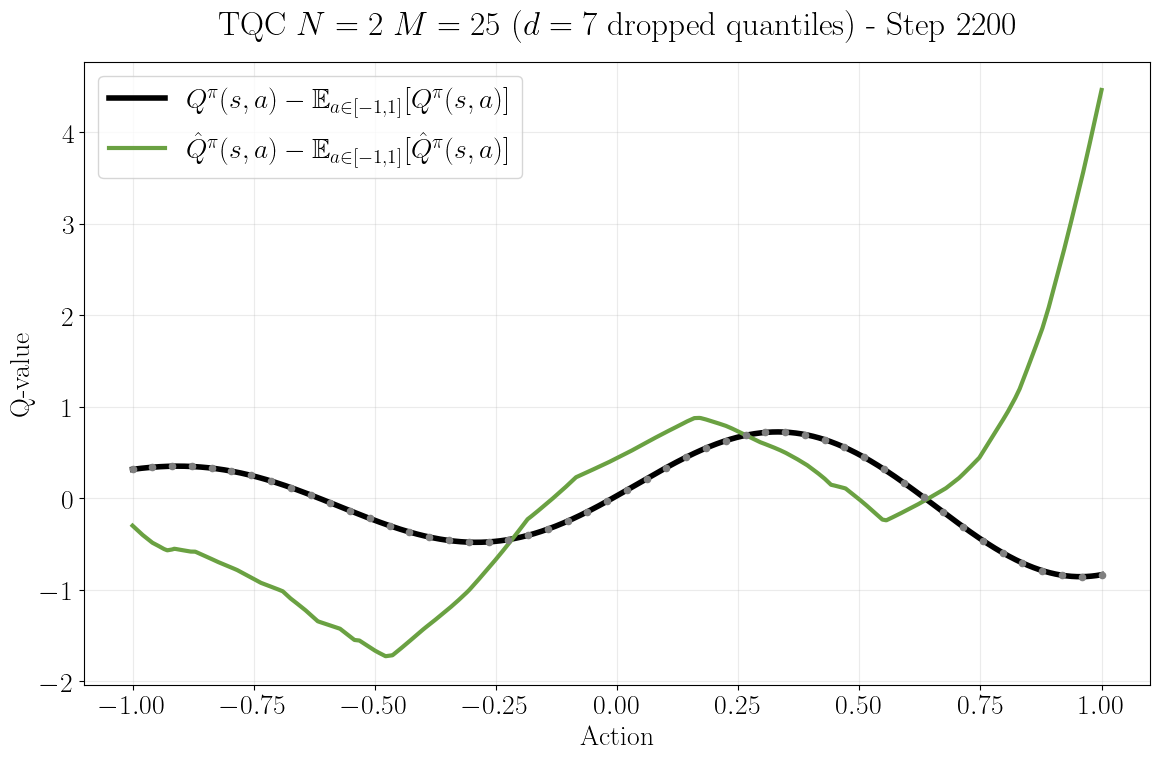 TQC N = 2 M = 25 (d = 7 dropped quantiles) - Step 2200
Q^π(s, a) − 𝔼_{a∈[−1,1]}[Q^π(s, a)]
Q̂^π(s, a) − 𝔼_{a∈[−1,1]}[Q̂^π(s, a)]
Q-value
4
3
2
1
0
−1
−2
−1.00 −0.75 −0.50 −0.25 0.00 0.25 0.50 0.75 1.00
Action